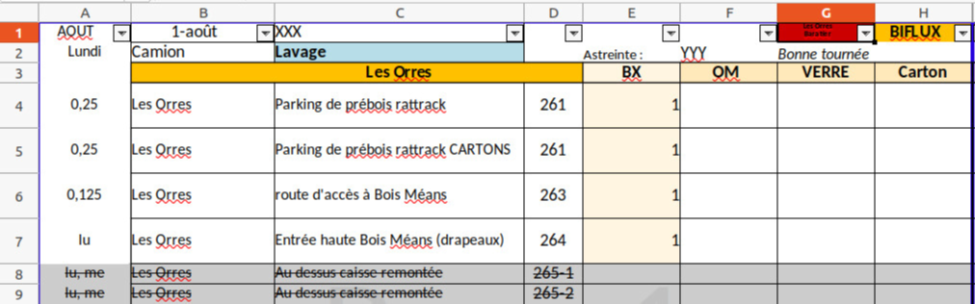 A B C D E F G H
1 AOUT 1-août XXX BIFLUX
2 Lundi Camion Lavage Astreinte : YYY Bonne tournée
3 Les Orres BX OM VERRE Carton
4 0,25 Les Orres Parking de prébois rattrack 261 1
5 0,25 Les Orres Parking de prébois rattrack CARTONS 261 1
6 0,125 Les Orres route d'accès à Bois Méans 263 1
7 lu Les Orres Entrée haute Bois Méans (drapeaux) 264 1
8 lu, me Les Orres Au dessus caisse remontée 265-1
9 lu, me Les Orres Au dessus caisse remontée 265-2